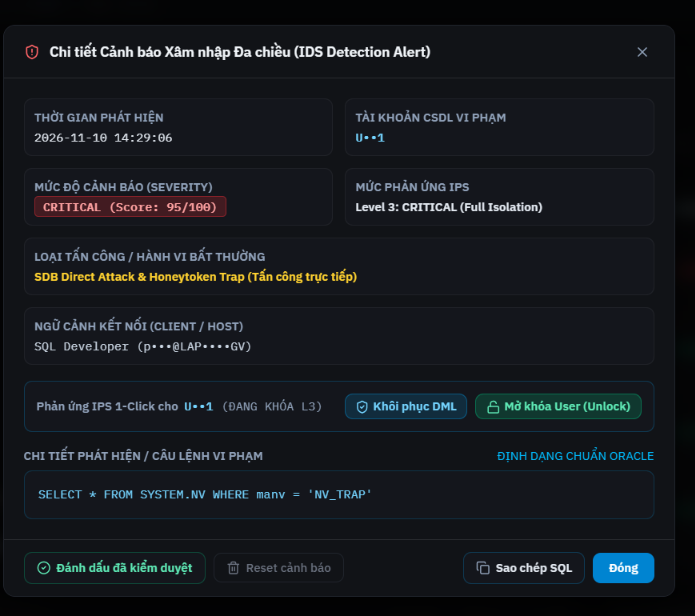 Chi tiết Cảnh báo Xâm nhập Đa chiều (IDS Detection Alert)
THỜI GIAN PHÁT HIỆN
2026-11-10 14:29:06
TÀI KHOẢN CSDL VI PHẠM
U••1
MỨC ĐỘ CẢNH BÁO (SEVERITY)
CRITICAL (Score: 95/100)
MỨC PHẢN ỨNG IPS
Level 3: CRITICAL (Full Isolation)
LOẠI TẤN CÔNG / HÀNH VI BẤT THƯỜNG
SDB Direct Attack & Honeytoken Trap (Tấn công trực tiếp)
NGỮ CẢNH KẾT NỐI (CLIENT / HOST)
SQL Developer (p•••@LAP••••GV)
Phản ứng IPS 1-Click cho U••1 (ĐANG KHÓA L3)
Khôi phục DML
Mở khóa User (Unlock)
CHI TIẾT PHÁT HIỆN / CÂU LỆNH VI PHẠM
ĐỊNH DẠNG CHUẨN ORACLE
SELECT * FROM SYSTEM.NV WHERE manv = 'NV_TRAP'
Đánh dấu đã kiểm duyệt
Reset cảnh báo
Sao chép SQL
Đóng